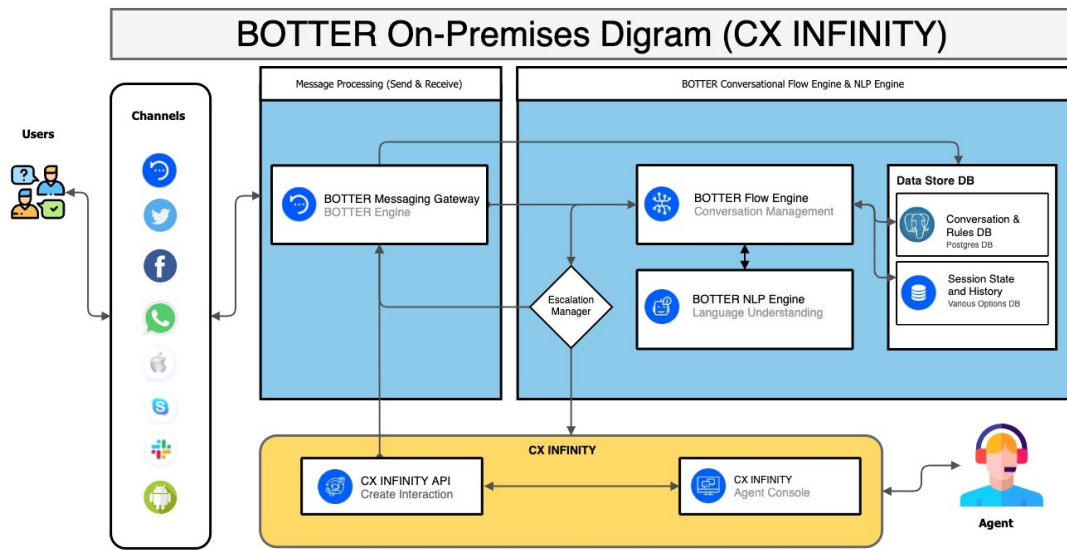 BOTTER On-Premises Digram (CX INFINITY)
Message Processing (Send & Receive)
BOTTER Conversational Flow Engine & NLP Engine
Channels
Users
Data Store DB
BOTTER Messaging Gateway
BOTTER Engine
BOTTER Flow Engine
Conversation Management
Conversation &
Rules DB
Postgres DB
Session State
and History
Various Options DB
Escalation
Manager
BOTTER NLP Engine
Language Understanding
CX INFINITY
CX INFINITY API
Create Interaction
CX INFINITY
Agent Console
Agent